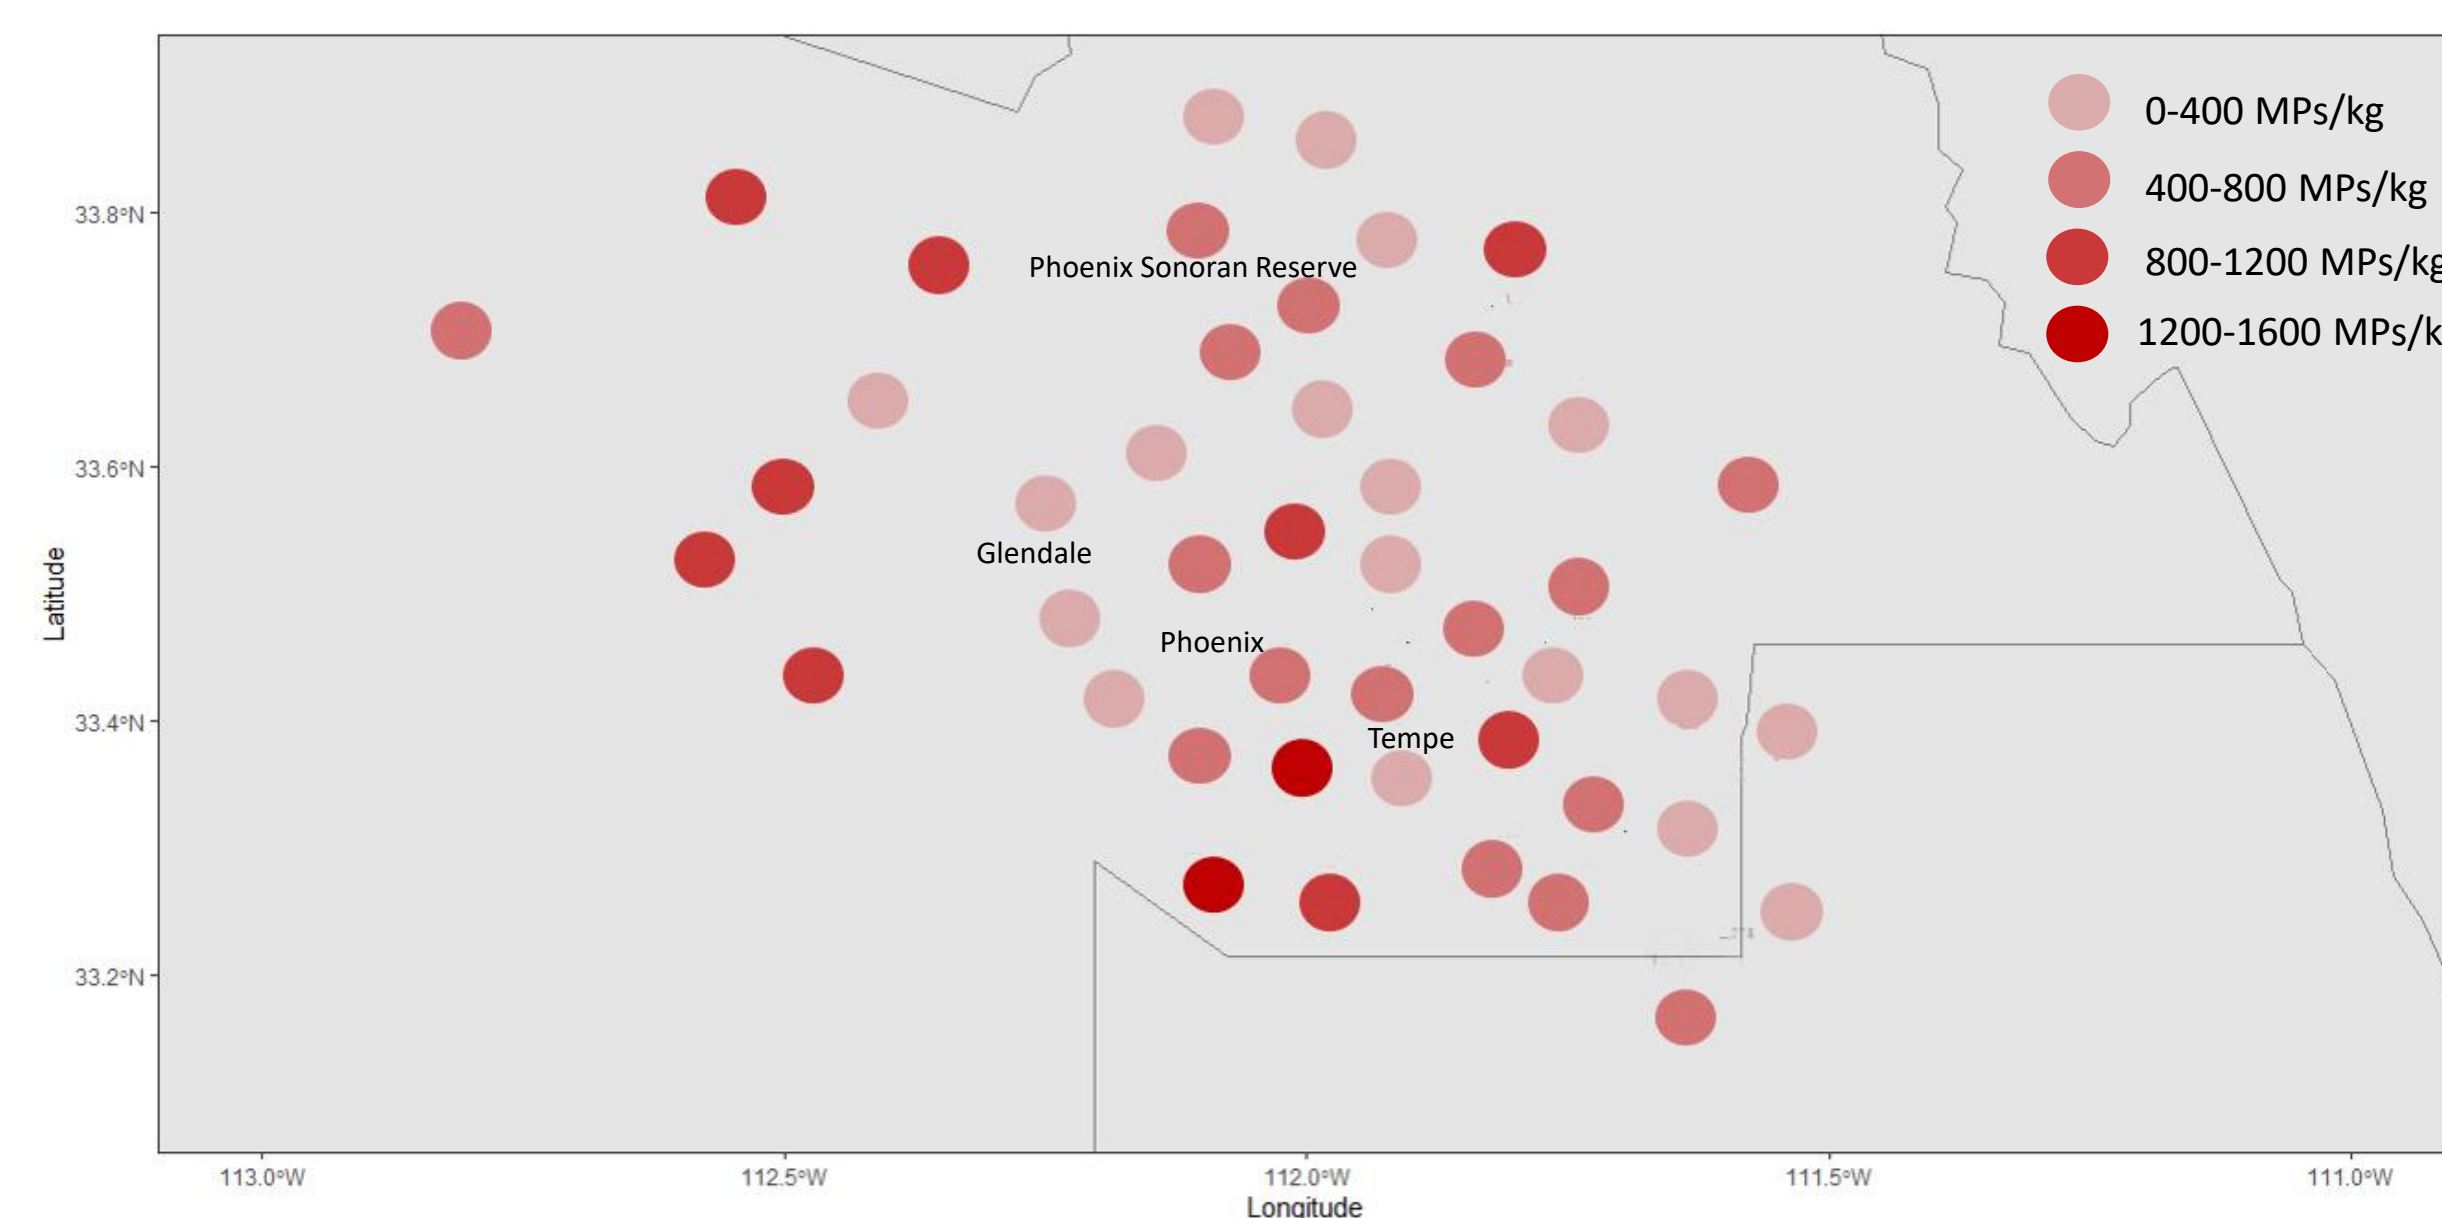 0-400 MPs/kg
400-800 MPs/kg
800-1200 MPs/kg
1200-1600 MPs/k
33.8°N
Phoenix Sonoran Reserve
33.6°N
Glendale
Latitude
Phoenix
33.4°N
Tempe
33.2°N
113.0°W
112.5°W
112.0°W
111.5°W
111.0°W
Longitude